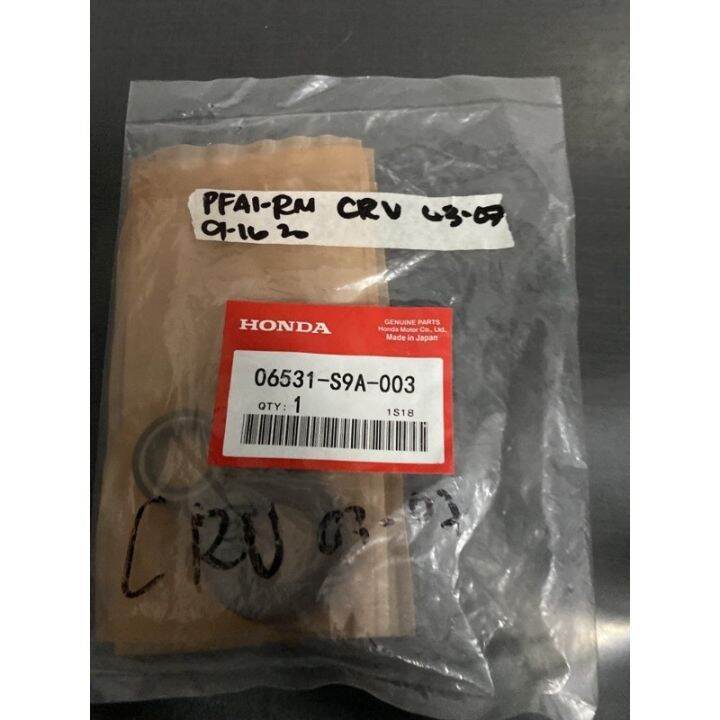 PFA1-RM CRV 03-07
9-16 20
HONDA
GENUINE PARTS
Honda Motor Co., Ltd.
Made in Japan
06531-S9A-003
QTY: 1
1S18
CRV 03-07